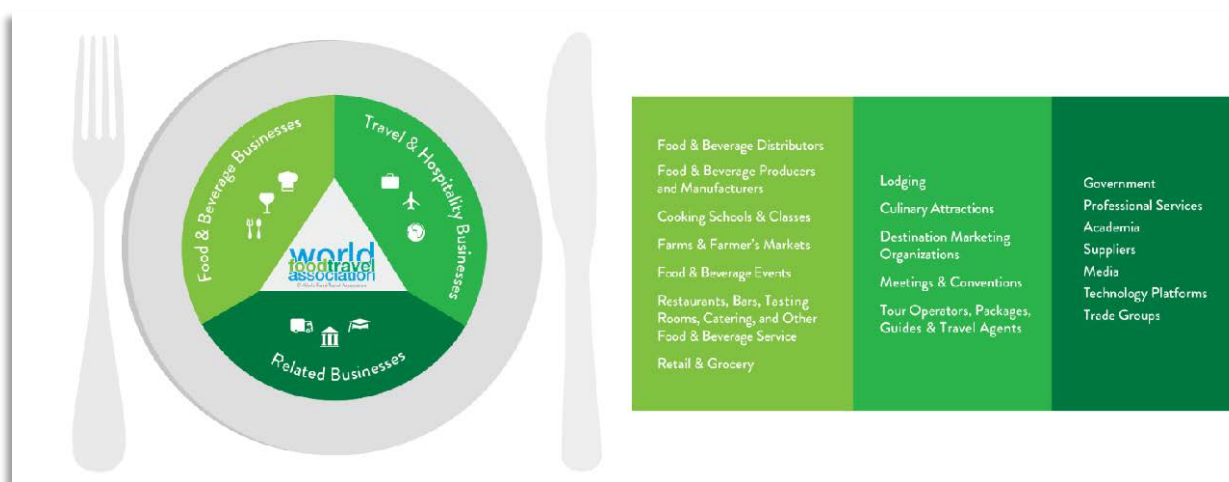 Food & Beverage Businesses
Travel & Hospitality Businesses
world
foodtravel
association
Related Businesses
Food & Beverage Distributors
Food & Beverage Producers
and Manufacturers
Cooking Schools & Classes
Farms & Farmer's Markets
Food & Beverage Events
Restaurants, Bars, Tasting
Rooms, Catering, and Other
Food & Beverage Service
Retail & Grocery
Lodging
Culinary Attractions
Destination Marketing
Organizations
Meetings & Conventions
Tour Operators, Packages,
Guides & Travel Agents
Government
Professional Services
Academia
Suppliers
Media
Technology Platforms
Trade Groups